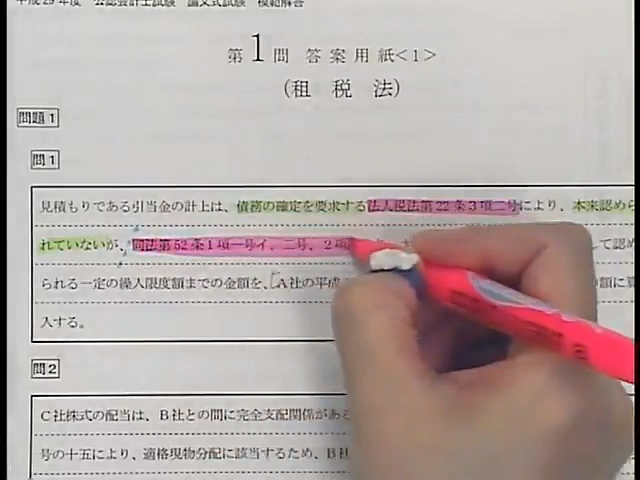 平成29年度 公認会計士試験 論文式試験 模範解答
第1問 答案用紙<1>
(租税法)
問題1
問1
見積もりである引当金の計上は、債務の確定を要求する法人税法第22条3項二号により、本来認めら
れていないが、同法第52条1項一号イ、二号、2項
られる一定の繰入限度額までの金額を、A社の平成
入する。
問2
C社株式の配当は、B社との間に完全支配関係がある
号の十五により、適格現物分配に該当するため、B社